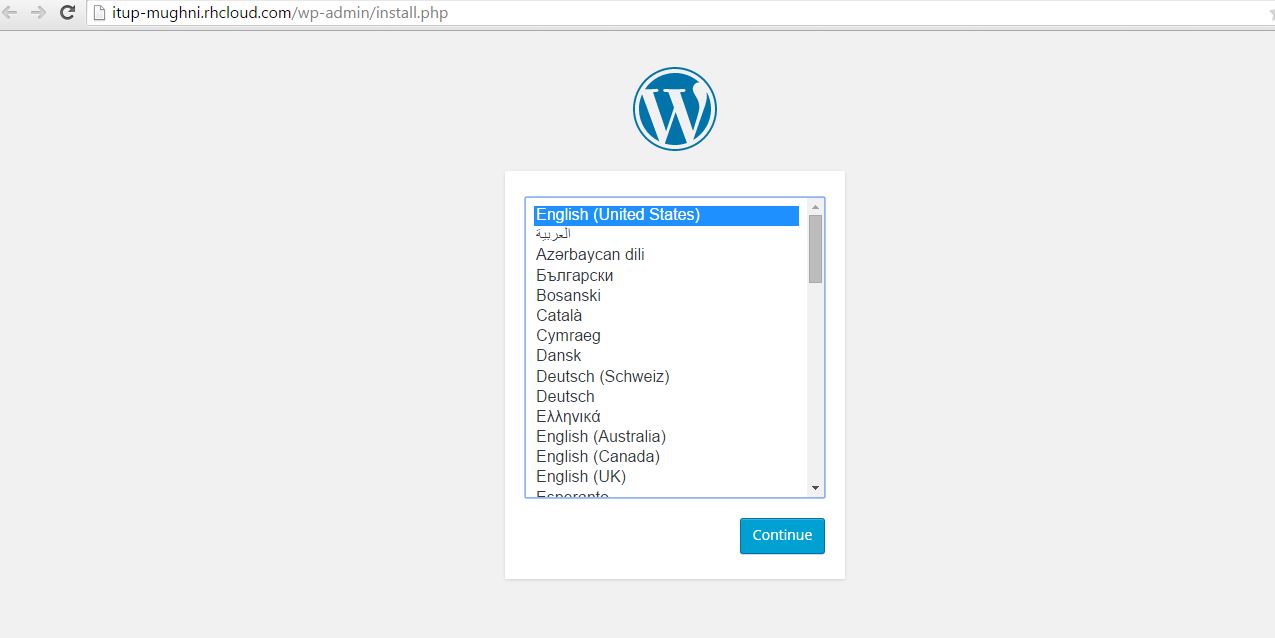 itup-mughni.rhcloud.com/wp-admin/install.php
W
English (United States)
العربية
Azərbaycan dili
Български
Bosanski
Català
Cymraeg
Dansk
Deutsch (Schweiz)
Deutsch
Ελληνικά
English (Australia)
English (Canada)
English (UK)
Esperanto
Continue